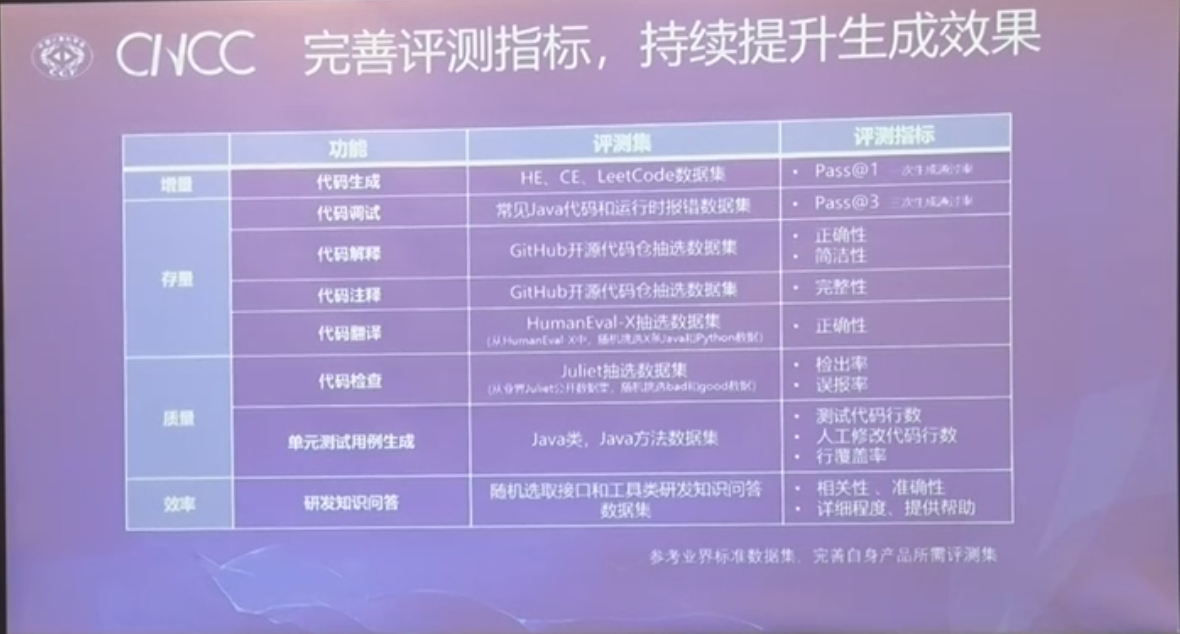 CNCC 完善评测指标，持续提升生成效果
功能 评测集 评测指标
增量 代码生成 HE、CE、LeetCode数据集 • Pass@1 一次生成通过率
存量 代码调试 常见Java代码和运行时报错数据集 • Pass@3 三次生成通过率
代码解释 GitHub开源代码仓抽选数据集 • 正确性
• 简洁性
代码注释 GitHub开源代码仓抽选数据集 • 完整性
代码翻译 HumanEval-X抽选数据集 • 正确性
(从HumanEval-X中，随机挑选X条Java和Python数据)
质量 代码检查 Juliet抽选数据集 • 检出率
(从业界Juliet公开数据集，随机挑选bad和good数据) • 误报率
单元测试用例生成 Java类，Java方法数据集 • 测试代码行数
• 人工修改代码行数
• 行覆盖率
效率 研发知识问答 随机选取接口和工具类研发知识问答 • 相关性、准确性
数据集 • 详细程度、提供帮助
参考业界标准数据集，完善自身产品所需评测集